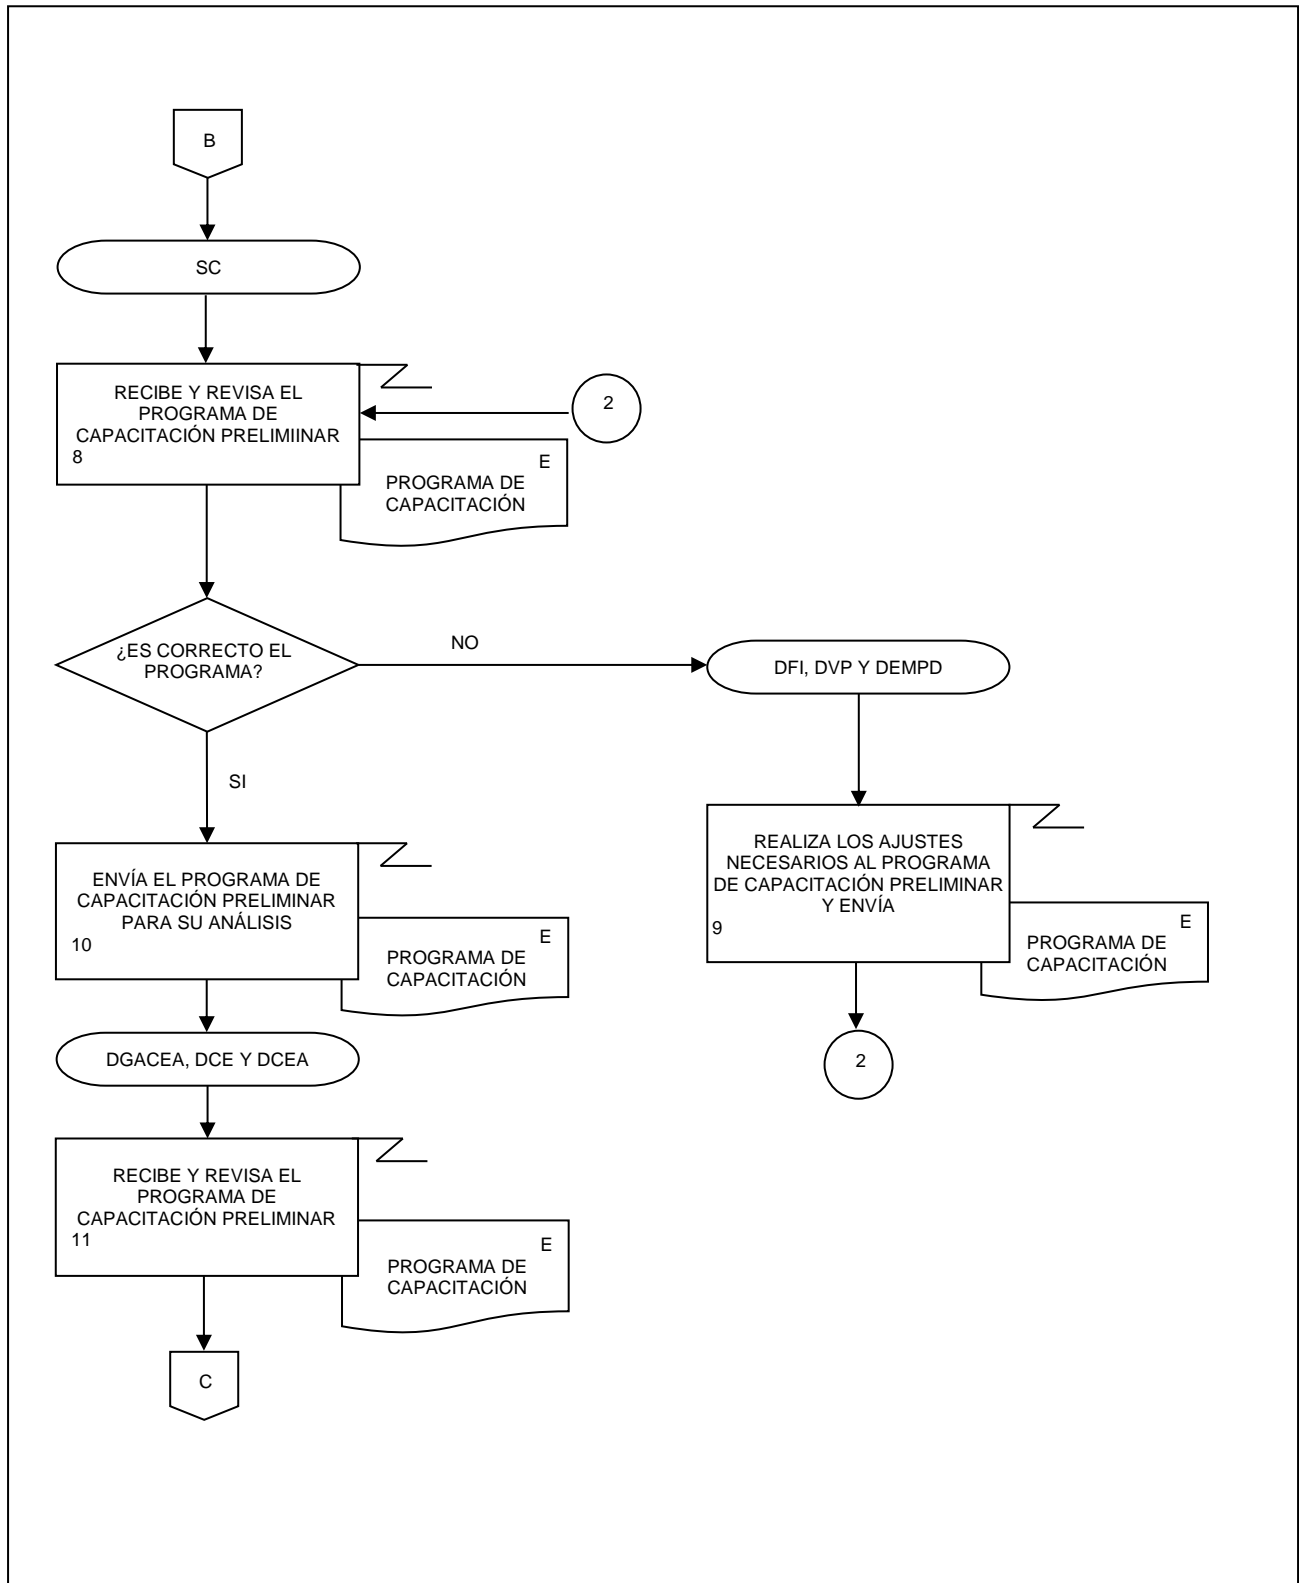 B
SC
RECIBE Y REVISA EL
PROGRAMA DE
CAPACITACIÓN PRELIMIINAR
8
2
E
PROGRAMA DE
CAPACITACIÓN
¿ES CORRECTO EL
PROGRAMA?
NO
DFI, DVP Y DEMPD
SI
REALIZA LOS AJUSTES
NECESARIOS AL PROGRAMA
DE CAPACITACIÓN PRELIMINAR
Y ENVÍA
9
E
PROGRAMA DE
CAPACITACIÓN
2
ENVÍA EL PROGRAMA DE
CAPACITACIÓN PRELIMINAR
PARA SU ANÁLISIS
10
E
PROGRAMA DE
CAPACITACIÓN
DGACEA, DCE Y DCEA
RECIBE Y REVISA EL
PROGRAMA DE
CAPACITACIÓN PRELIMINAR
11
E
PROGRAMA DE
CAPACITACIÓN
C